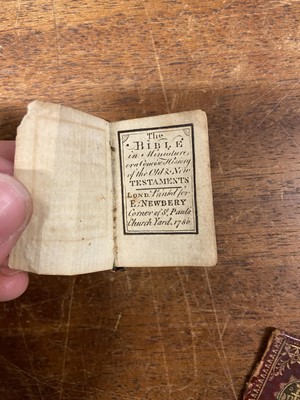 The
BIBLE
in Miniature
or a Concise History
of the Old & New
TESTAMENTS
LOND. Printed for
E. NEWBERY
Corner of St. Pauls
Church Yard. 1780.